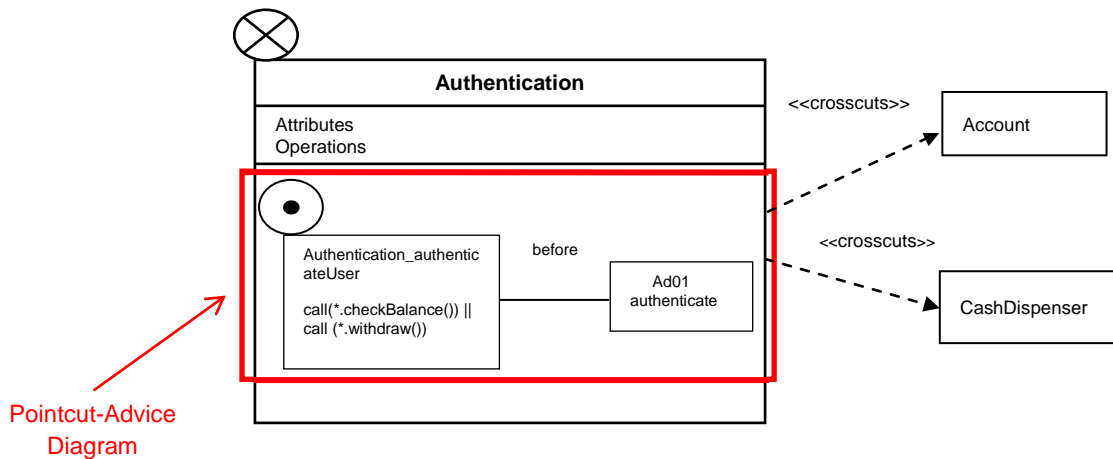 Authentication
Attributes
Operations
Authentication_authentic
ateUser
call(*.checkBalance()) ||
call (*.withdraw())
before
Ad01
authenticate
<<crosscuts>>
Account
<<crosscuts>>
CashDispenser
Pointcut-Advice
Diagram